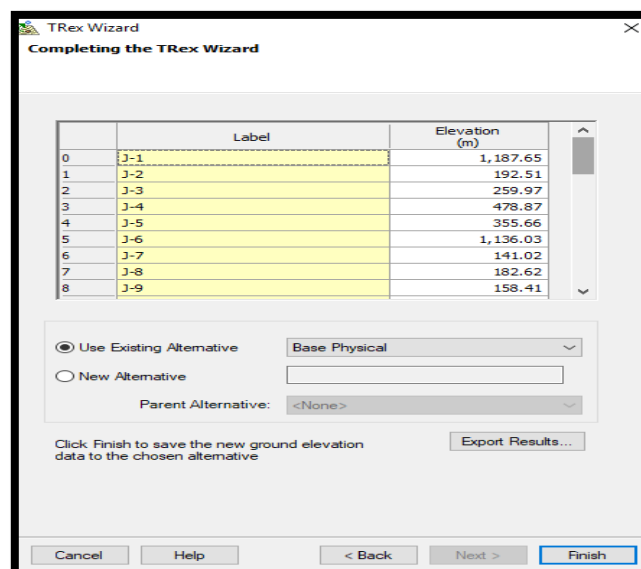 TRex Wizard
Completing the TRex Wizard
Label Elevation (m)
0 J-1 1,187.65
1 J-2 192.51
2 J-3 259.97
3 J-4 478.87
4 J-5 355.66
5 J-6 1,136.03
6 J-7 141.02
7 J-8 182.62
8 J-9 158.41
Use Existing Alternative Base Physical
New Alternative
Parent Alternative: <None>
Click Finish to save the new ground elevation Export Results...
data to the chosen alternative
Cancel Help < Back Next > Finish